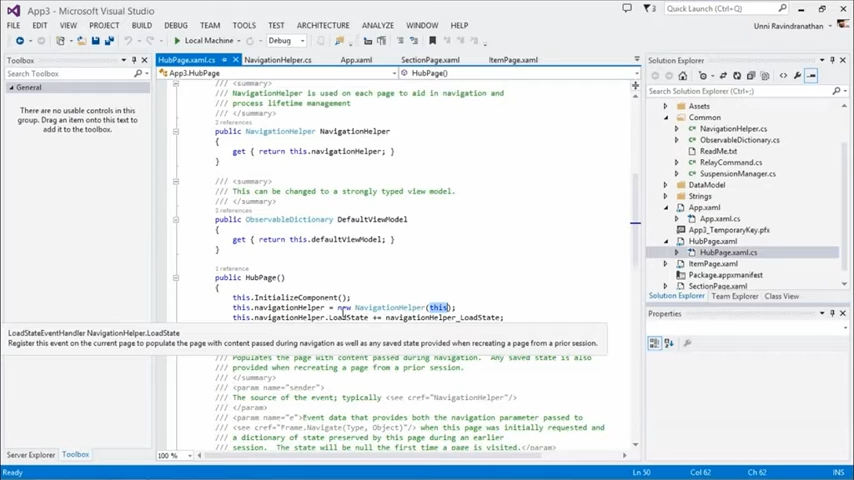 App3 - Microsoft Visual Studio
3
Quick Launch (Ctrl+Q)
FILE EDIT VIEW PROJECT BUILD DEBUG TEAM TOOLS TEST ARCHITECTURE ANALYZE WINDOW HELP
Unni Ravindranathan
Local Machine Debug
Toolbox
Search Toolbox
General
There are no usable controls in this
group. Drag an item onto this text to
add it to the toolbox.
HubPage.xaml.cs NavigationHelper.cs App.xaml SectionPage.xaml.cs ItemPage.xaml.cs
App3.HubPage HubPage()
/// <summary>
/// NavigationHelper is used on each page to aid in navigation and
/// process lifetime management
/// </summary>
2 references
public NavigationHelper NavigationHelper
{
get { return this.navigationHelper; }
}
/// <summary>
/// This can be changed to a strongly typed view model.
/// </summary>
3 references
public ObservableDictionary DefaultViewModel
{
get { return this.defaultViewModel; }
}
1 reference
public HubPage()
{
this.InitializeComponent();
this.navigationHelper = new NavigationHelper(this);
this.navigationHelper.LoadState += navigationHelper_LoadState;
LoadStateEventHandler NavigationHelper.LoadState
Register this event on the current page to populate the page with content passed during navigation as well as any saved state provided when recreating a page from a prior session.
/// Populates the page with content passed during navigation. Any saved state is also
/// provided when recreating a page from a prior session.
/// </summary>
/// <param name="sender">
/// The source of the event; typically <see cref="NavigationHelper"/>
/// </param>
/// <param name="e">Event data that provides both the navigation parameter passed to
/// <see cref="Frame.Navigate(Type, Object)"/> when this page was initially requested and
/// a dictionary of state preserved by this page during an earlier
/// session. The state will be null the first time a page is visited.</param>
100 %
Server Explorer Toolbox
Solution Explorer
Search Solution Explorer (Ctrl+;)
Assets
Common
NavigationHelper.cs
ObservableDictionary.cs
ReadMe.txt
RelayCommand.cs
SuspensionManager.cs
DataModel
Strings
App.xaml
App.xaml.cs
App3_TemporaryKey.pfx
HubPage.xaml
HubPage.xaml.cs
ItemPage.xaml
Package.appxmanifest
SectionPage.xaml
Solution Explorer Team Explorer Class View
Properties
Ready Ln 50 Col 62 Ch 62 INS